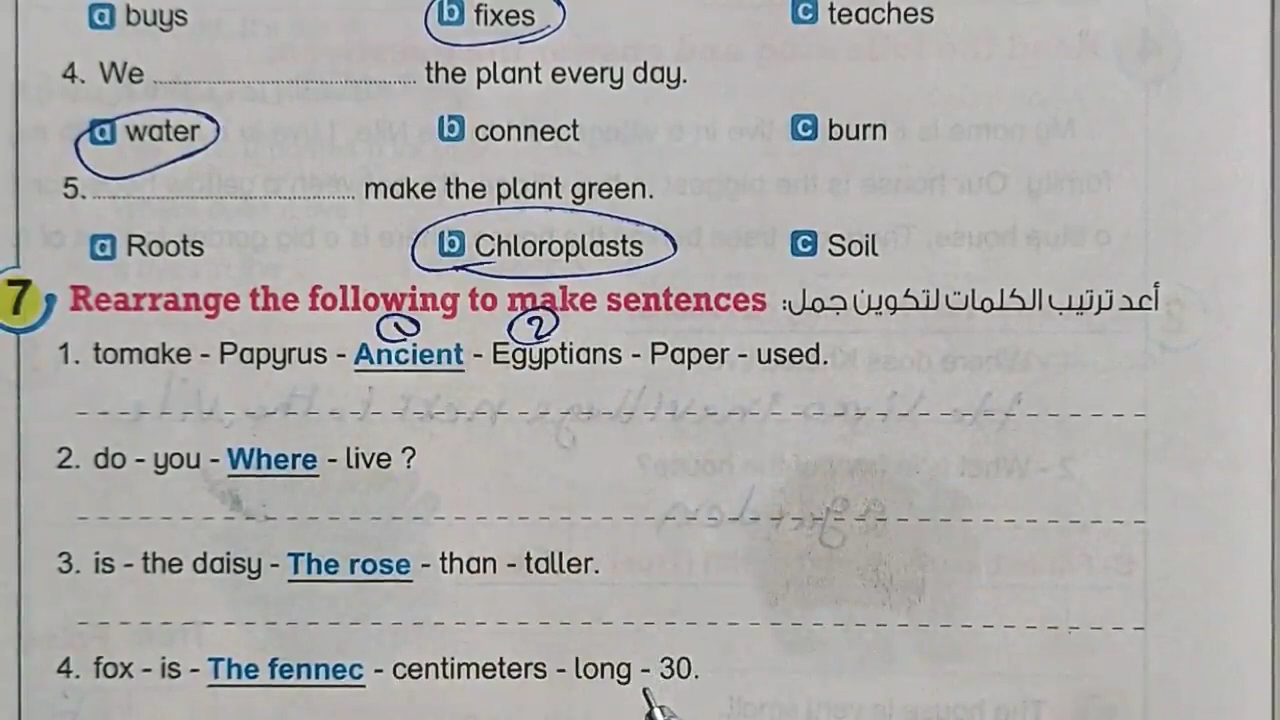 a buys b fixes c teaches
4. We ........................ the plant every day.
a water b connect c burn
5. ........................ make the plant green.
a Roots b Chloroplasts c Soil
7 Rearrange the following to make sentences أعد ترتيب الكلمات لتكوين جمل:
1 2
1. tomake - Papyrus - Ancient - Egyptians - Paper - used.
2. do - you - Where - live ?
3. is - the daisy - The rose - than - taller.
4. fox - is - The fennec - centimeters - long - 30.